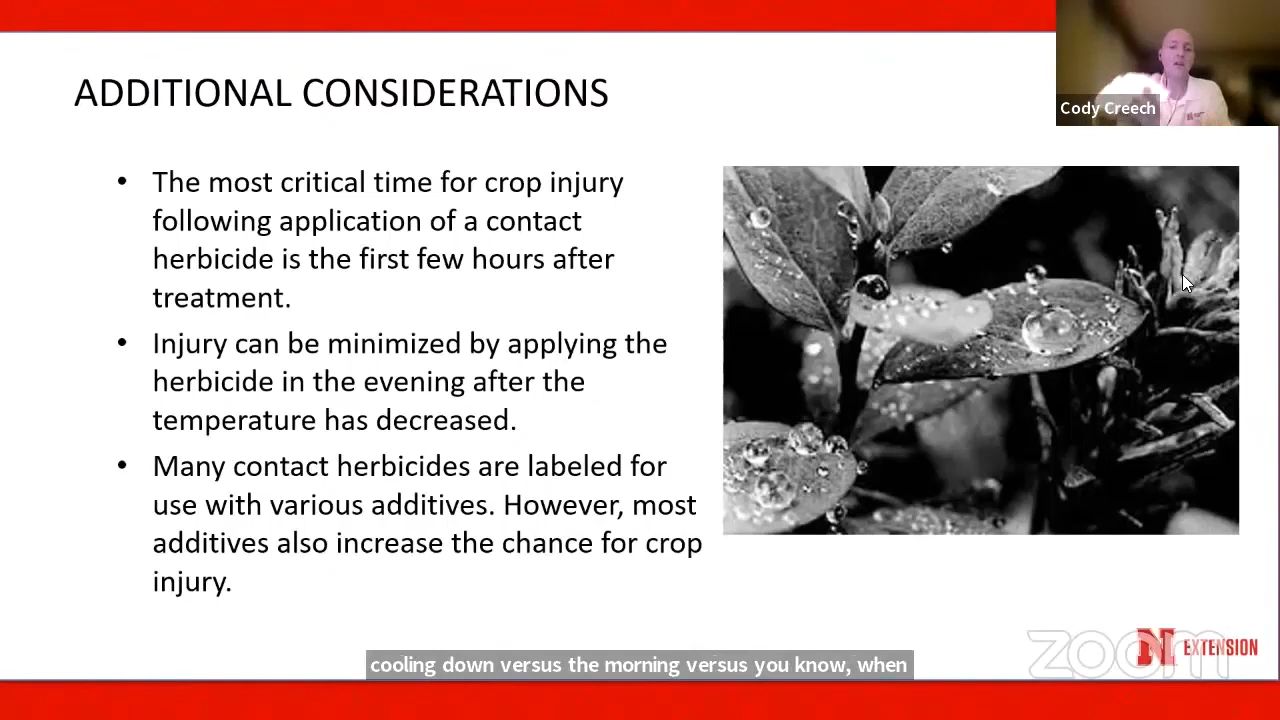 ADDITIONAL CONSIDERATIONS
Cody Creech
• The most critical time for crop injury
following application of a contact
herbicide is the first few hours after
treatment.
• Injury can be minimized by applying the
herbicide in the evening after the
temperature has decreased.
• Many contact herbicides are labeled for
use with various additives. However, most
additives also increase the chance for crop
injury.
cooling down versus the morning versus you know, when
zoom
N EXTENSION